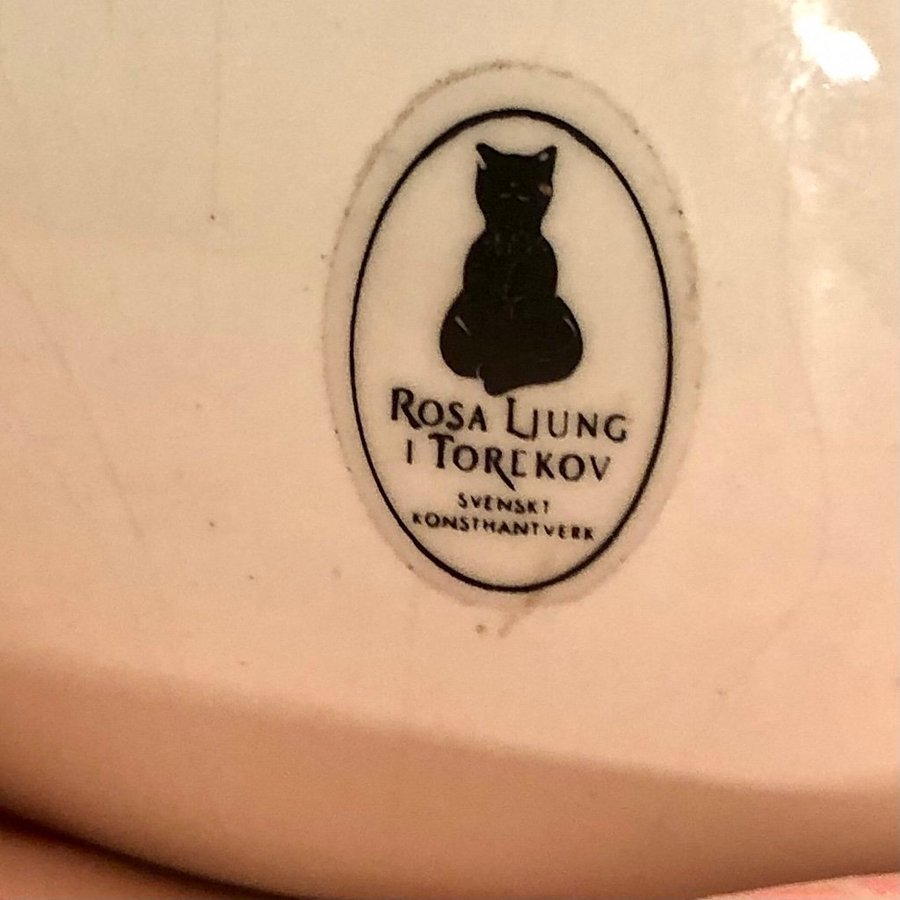 ROSA LJUNG
I TOREKOV
SVENSKT
KONSTHANTVERK